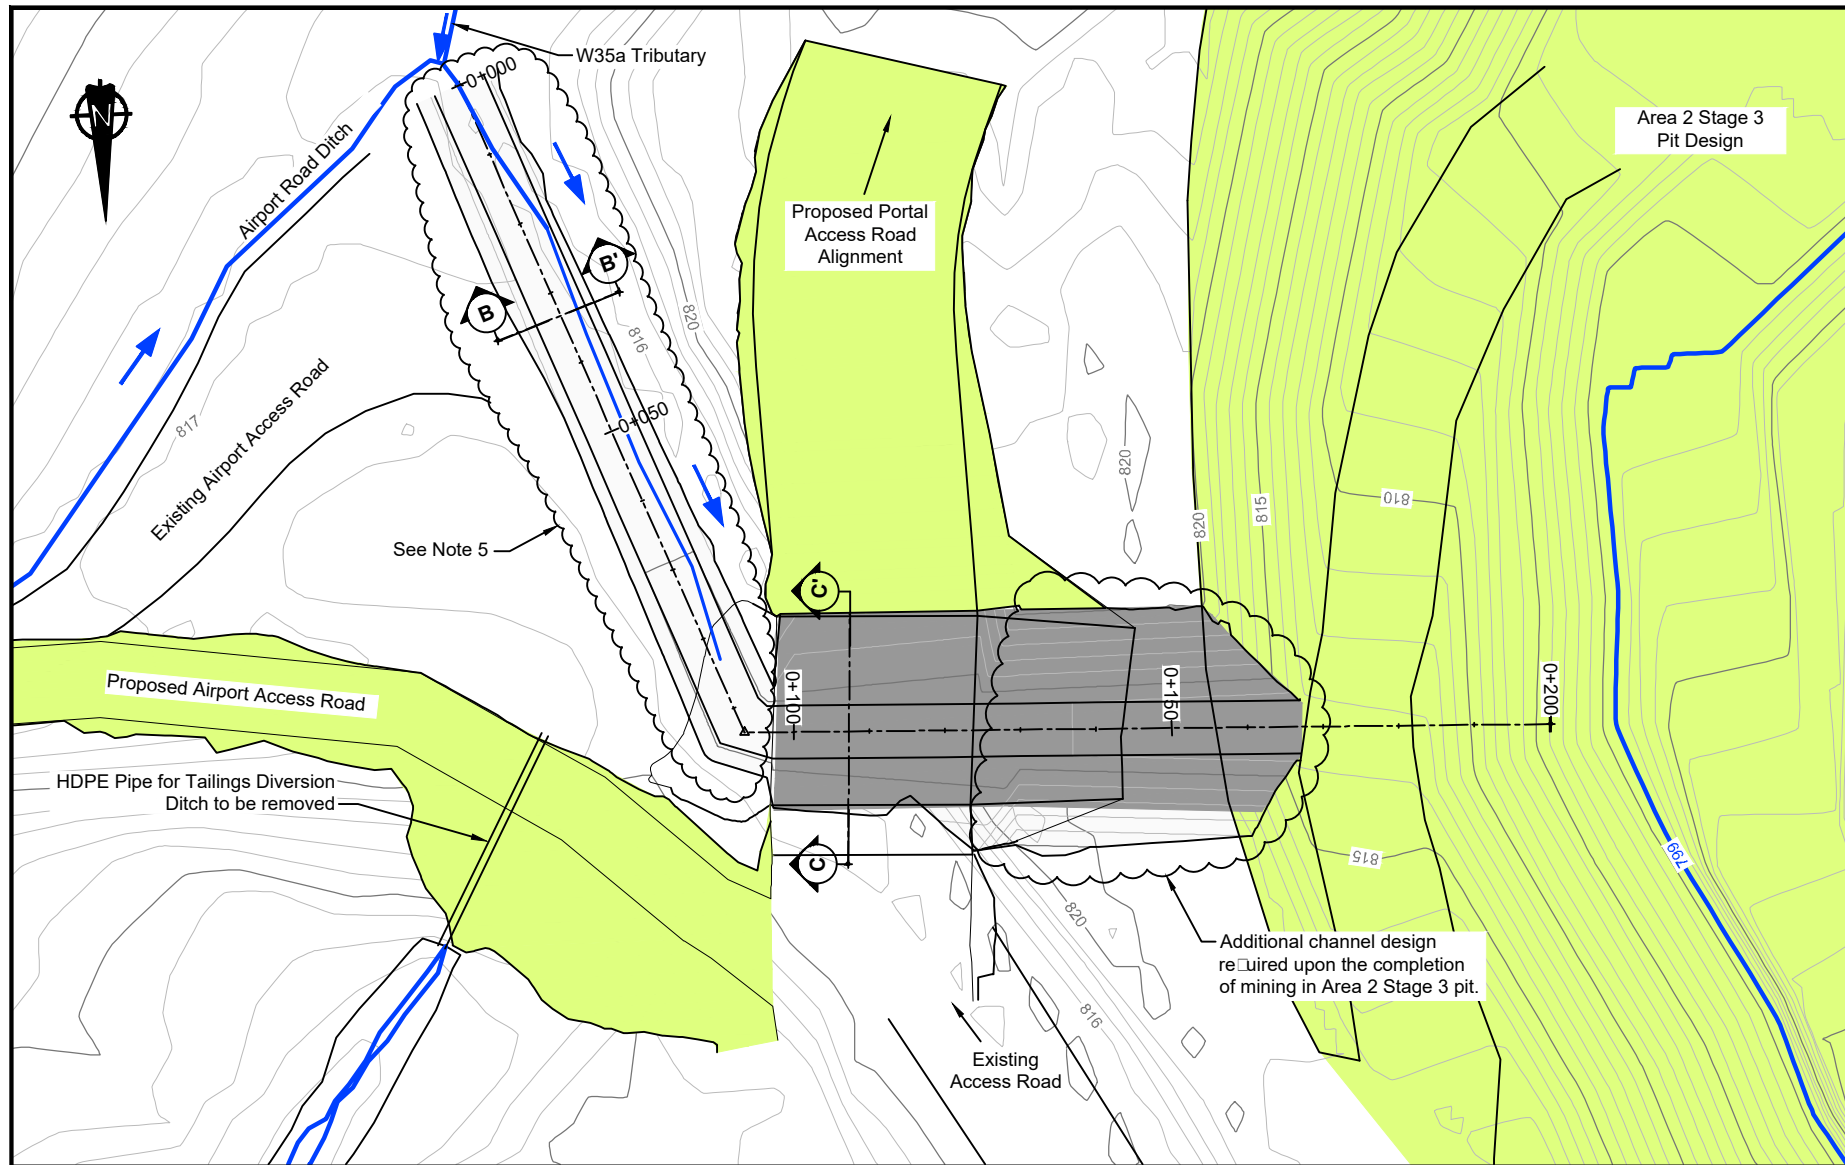 W35a Tributary
0+000
N
Area 2 Stage 3
Pit Design
Airport Road Ditch
Proposed Portal
Access Road
Alignment
B'
B
820
816
817
Existing Airport Access Road
0+050
820
820
815
810
See Note 5
C'
Proposed Airport Access Road
0+100
0+150
0+200
HDPE Pipe for Tailings Diversion
Ditch to be removed
C
815
799
820
Additional channel design
re□uired upon the completion
of mining in Area 2 Stage 3 pit.
816
Existing
Access Road